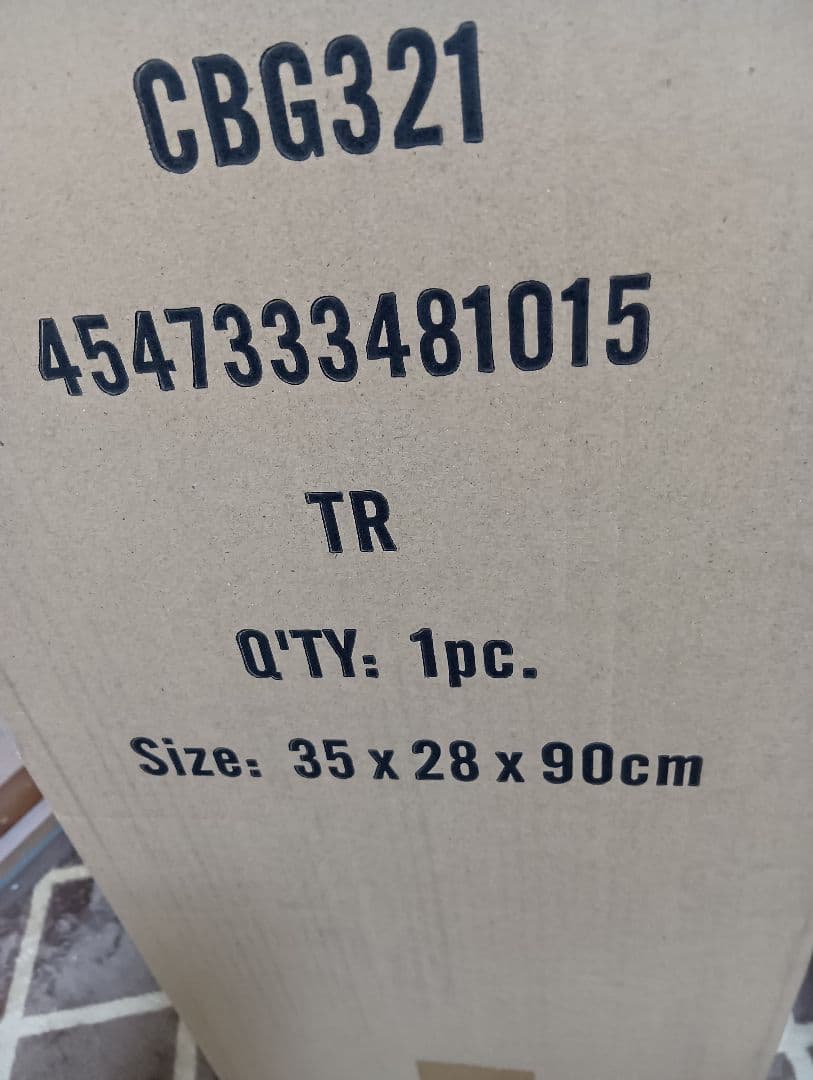 CBG321
4547333481015
TR
Q'TY: 1pc.
Size: 35 x 28 x 90cm